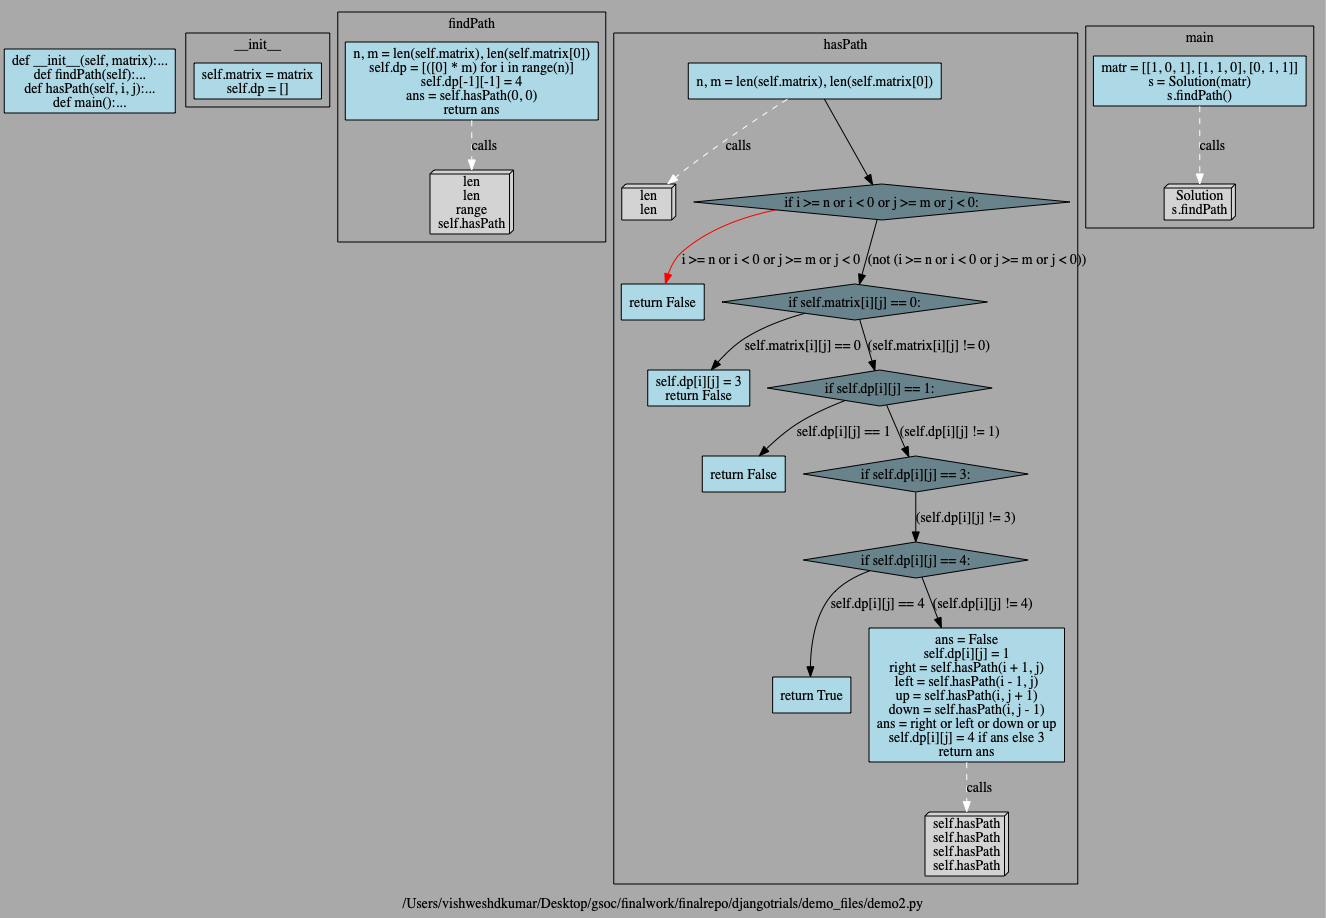 def __init__(self, matrix):...
def findPath(self):...
def hasPath(self, i, j):...
def main():...
__init__
self.matrix = matrix
self.dp = []
findPath
n, m = len(self.matrix), len(self.matrix[0])
self.dp = [([0] * m) for i in range(n)]
self.dp[-1][-1] = 4
ans = self.hasPath(0, 0)
return ans
calls
len
len
range
self.hasPath
hasPath
n, m = len(self.matrix), len(self.matrix[0])
calls
len
len
if i >= n or i < 0 or j >= m or j < 0:
i >= n or i < 0 or j >= m or j < 0
(not (i >= n or i < 0 or j >= m or j < 0))
return False
if self.matrix[i][j] == 0:
self.matrix[i][j] == 0
(self.matrix[i][j] != 0)
self.dp[i][j] = 3
return False
if self.dp[i][j] == 1:
self.dp[i][j] == 1
(self.dp[i][j] != 1)
return False
if self.dp[i][j] == 3:
(self.dp[i][j] != 3)
if self.dp[i][j] == 4:
self.dp[i][j] == 4
(self.dp[i][j] != 4)
return True
ans = False
self.dp[i][j] = 1
right = self.hasPath(i + 1, j)
left = self.hasPath(i - 1, j)
up = self.hasPath(i, j + 1)
down = self.hasPath(i, j - 1)
ans = right or left or down or up
self.dp[i][j] = 4 if ans else 3
return ans
calls
self.hasPath
self.hasPath
self.hasPath
self.hasPath
main
matr = [[1, 0, 1], [1, 1, 0], [0, 1, 1]]
s = Solution(matr)
s.findPath()
calls
Solution
s.findPath
/Users/vishweshdkumar/Desktop/gsoc/finalwork/finalrepo/djangotrials/demo_files/demo2.py